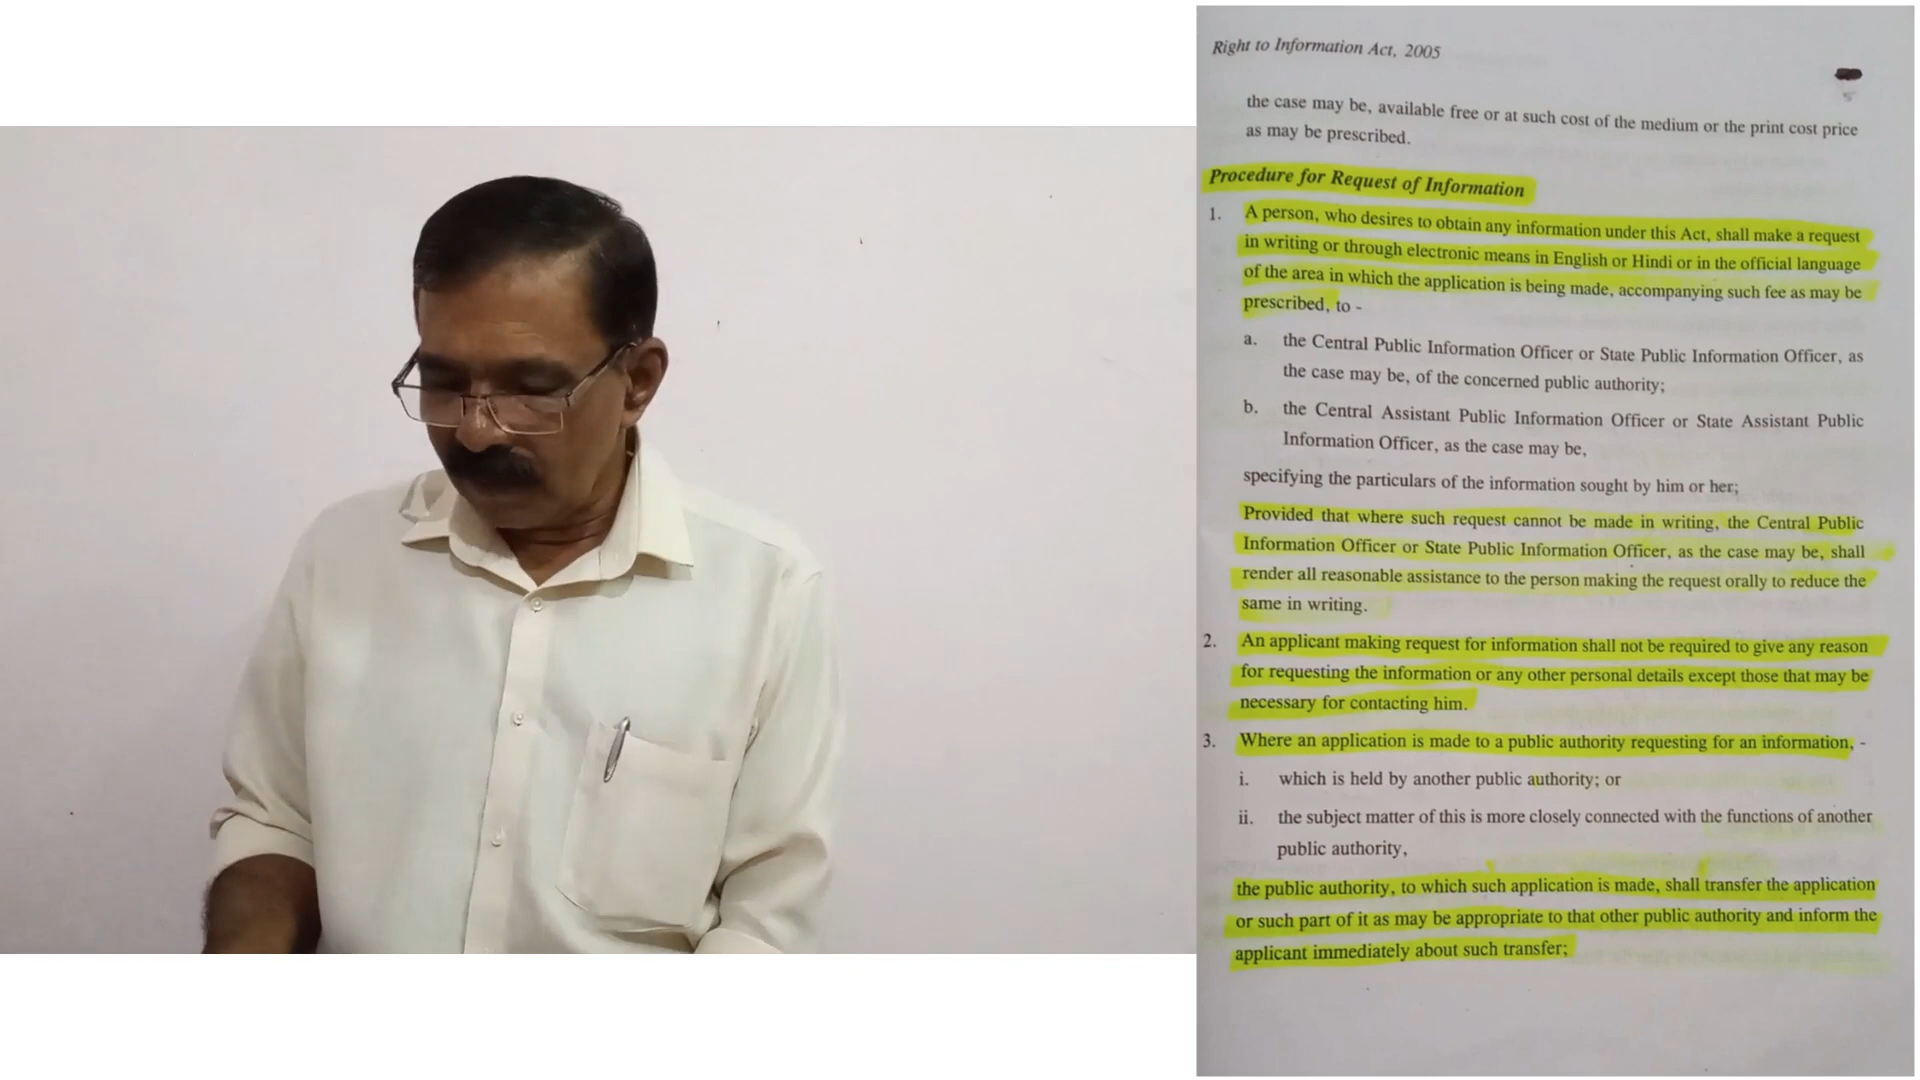 Right to Information Act, 2005
the case may be, available free or at such cost of the medium or the print cost price
as may be prescribed.
Procedure for Request of Information
1. A person, who desires to obtain any information under this Act, shall make a request
in writing or through electronic means in English or Hindi or in the official language
of the area in which the application is being made, accompanying such fee as may be
prescribed, to -
a. the Central Public Information Officer or State Public Information Officer, as
the case may be, of the concerned public authority;
b. the Central Assistant Public Information Officer or State Assistant Public
Information Officer, as the case may be,
specifying the particulars of the information sought by him or her;
Provided that where such request cannot be made in writing, the Central Public
Information Officer or State Public Information Officer, as the case may be, shall
render all reasonable assistance to the person making the request orally to reduce the
same in writing.
2. An applicant making request for information shall not be required to give any reason
for requesting the information or any other personal details except those that may be
necessary for contacting him.
3. Where an application is made to a public authority requesting for an information, -
i. which is held by another public authority; or
ii. the subject matter of this is more closely connected with the functions of another
public authority,
the public authority, to which such application is made, shall transfer the application
or such part of it as may be appropriate to that other public authority and inform the
applicant immediately about such transfer;